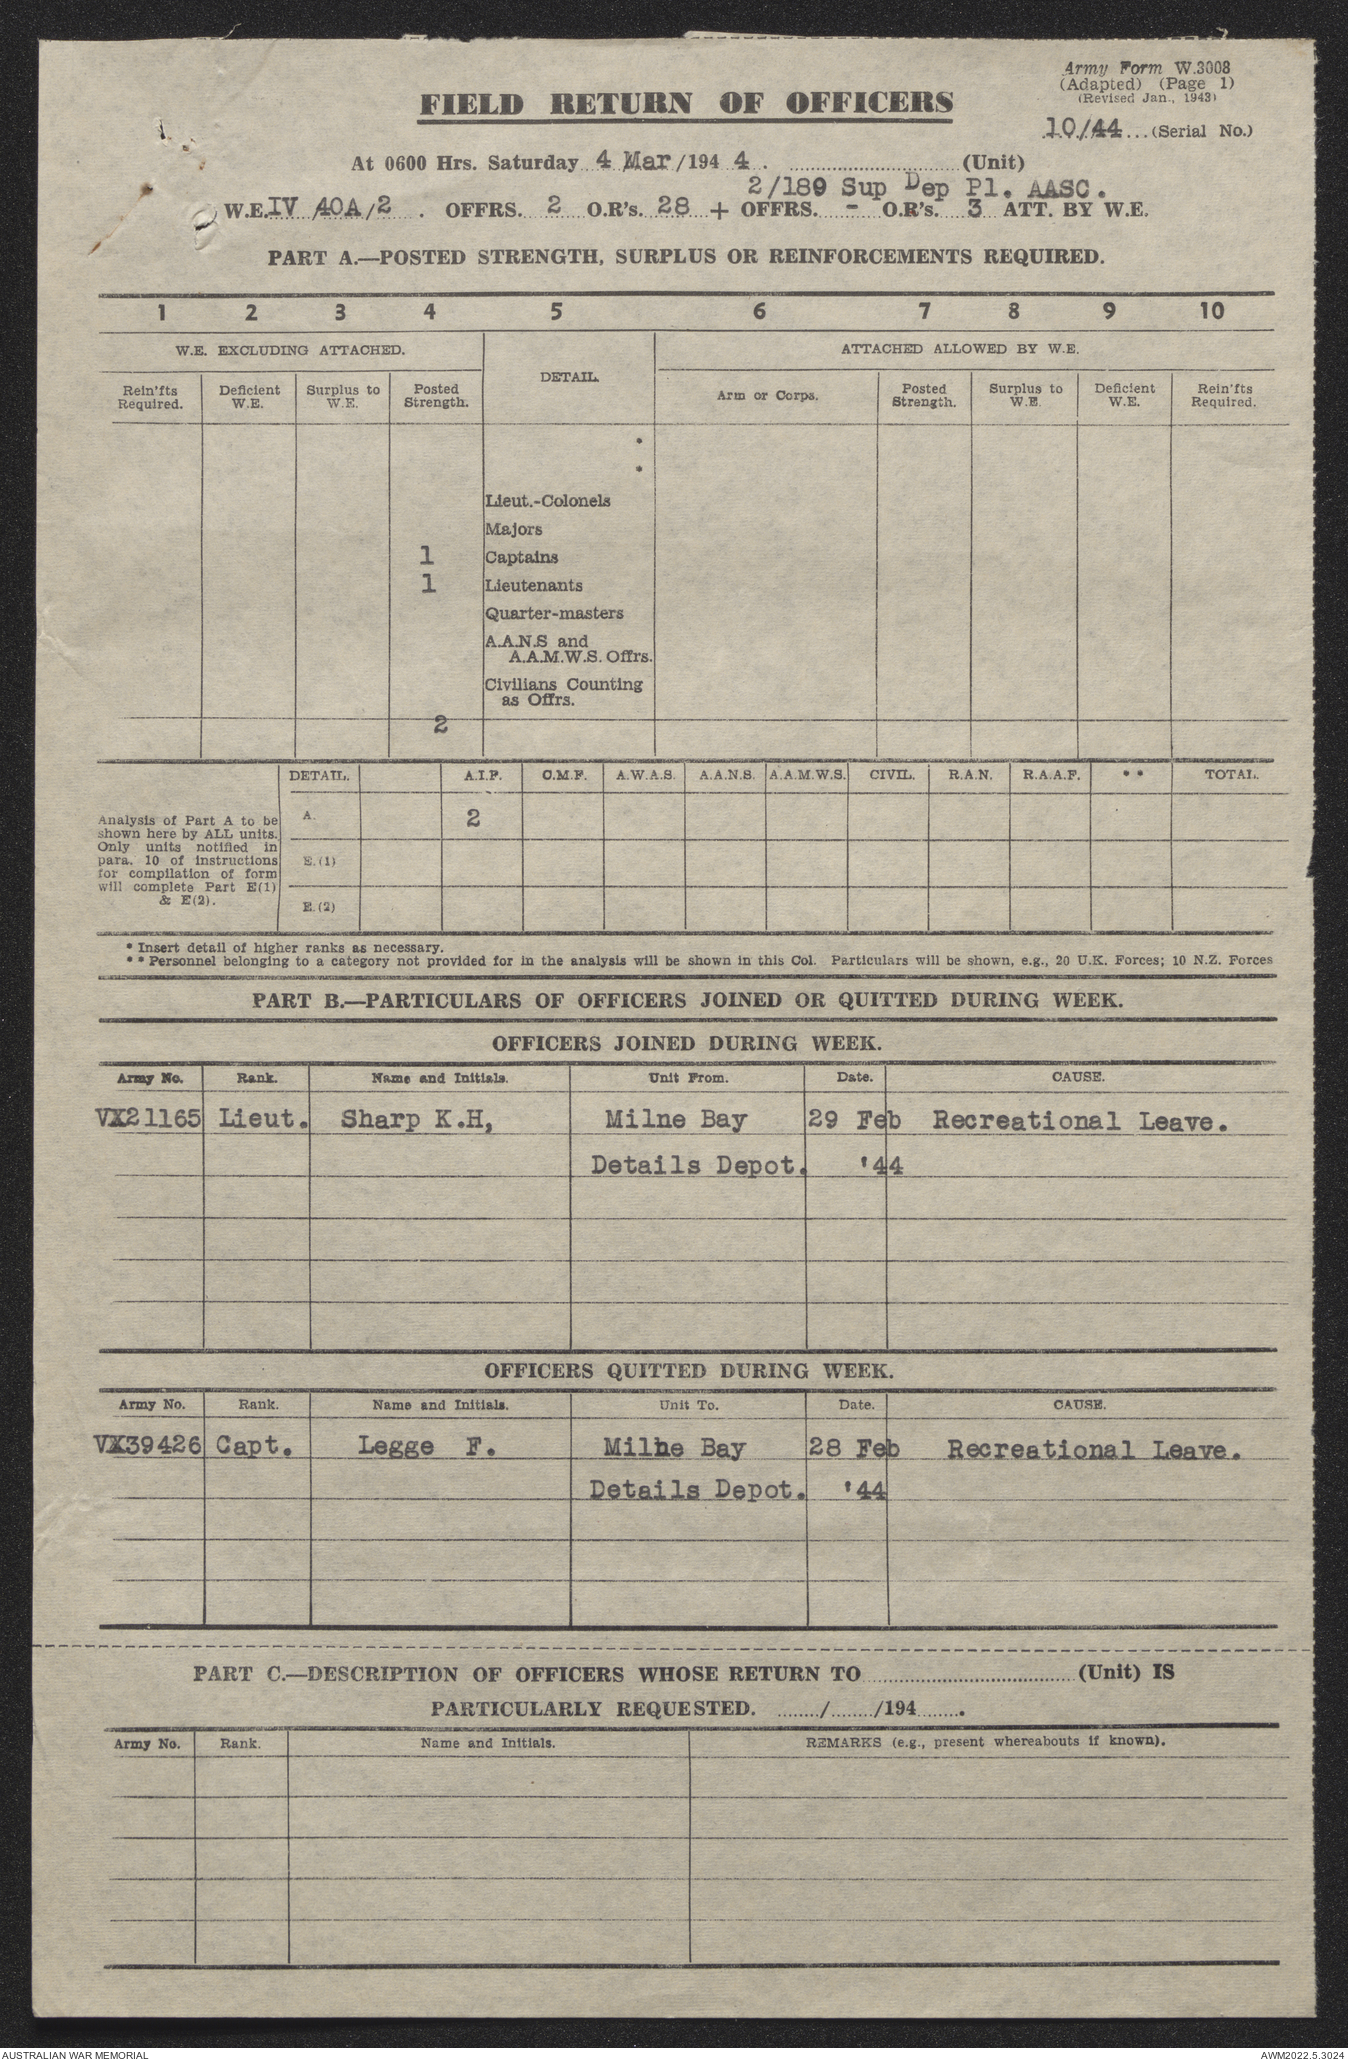 Army Form W.3008
(Adapted) (Page 1)
(Revised Jan., 1943)
FIELD RETURN OF OFFICERS
10/44 (Serial No.)
At 0600 Hrs. Saturday 4 Mar/194 4. (Unit)
2/189 Sup Dep Pl. AASC.
W.E. IV 40A/2. OFFRS. 2 O.R's. 28 + OFFRS. - O.R's. 3 ATT. BY W.E.
PART A.—POSTED STRENGTH, SURPLUS OR REINFORCEMENTS REQUIRED.
1 2 3 4 5 6 7 8 9 10
W.E. EXCLUDING ATTACHED. DETAIL. ATTACHED ALLOWED BY W.E.
Rein'fts Required. Deficient W.E. Surplus to W.E. Posted Strength. Arm or Corps. Posted Strength. Surplus to W.E. Deficient W.E. Rein'fts Required.
*
*
Lieut.-Colonels
Majors
1 Captains
1 Lieutenants
Quarter-masters
A.A.N.S and
A.A.M.W.S. Offrs.
Civilians Counting
as Offrs.
2
DETAIL. A.I.F. C.M.F. A.W.A.S. A.A.N.S. A.A.M.W.S. CIVIL. R.A.N. R.A.A.F. ** TOTAL.
Analysis of Part A to be
shown here by ALL units.
Only units notified in
para. 10 of instructions
for compilation of form
will complete Part E(1)
& E(2).
A. 2
E.(1)
E.(2)
* Insert detail of higher ranks as necessary.
** Personnel belonging to a category not provided for in the analysis will be shown in this Col. Particulars will be shown, e.g., 20 U.K. Forces; 10 N.Z. Forces
PART B.—PARTICULARS OF OFFICERS JOINED OR QUITTED DURING WEEK.
OFFICERS JOINED DURING WEEK.
Army No. Rank. Name and Initials. Unit From. Date. CAUSE.
VX21165 Lieut. Sharp K.H, Milne Bay 29 Feb Recreational Leave.
Details Depot. '44
OFFICERS QUITTED DURING WEEK.
Army No. Rank. Name and Initials. Unit To. Date. CAUSE.
VX39426 Capt. Legge F. Milne Bay 28 Feb Recreational Leave.
Details Depot. '44
PART C.—DESCRIPTION OF OFFICERS WHOSE RETURN TO (Unit) IS
PARTICULARLY REQUESTED. / /194 .
Army No. Rank. Name and Initials. REMARKS (e.g., present whereabouts if known).
AUSTRALIAN WAR MEMORIAL AWM2022.5.3024